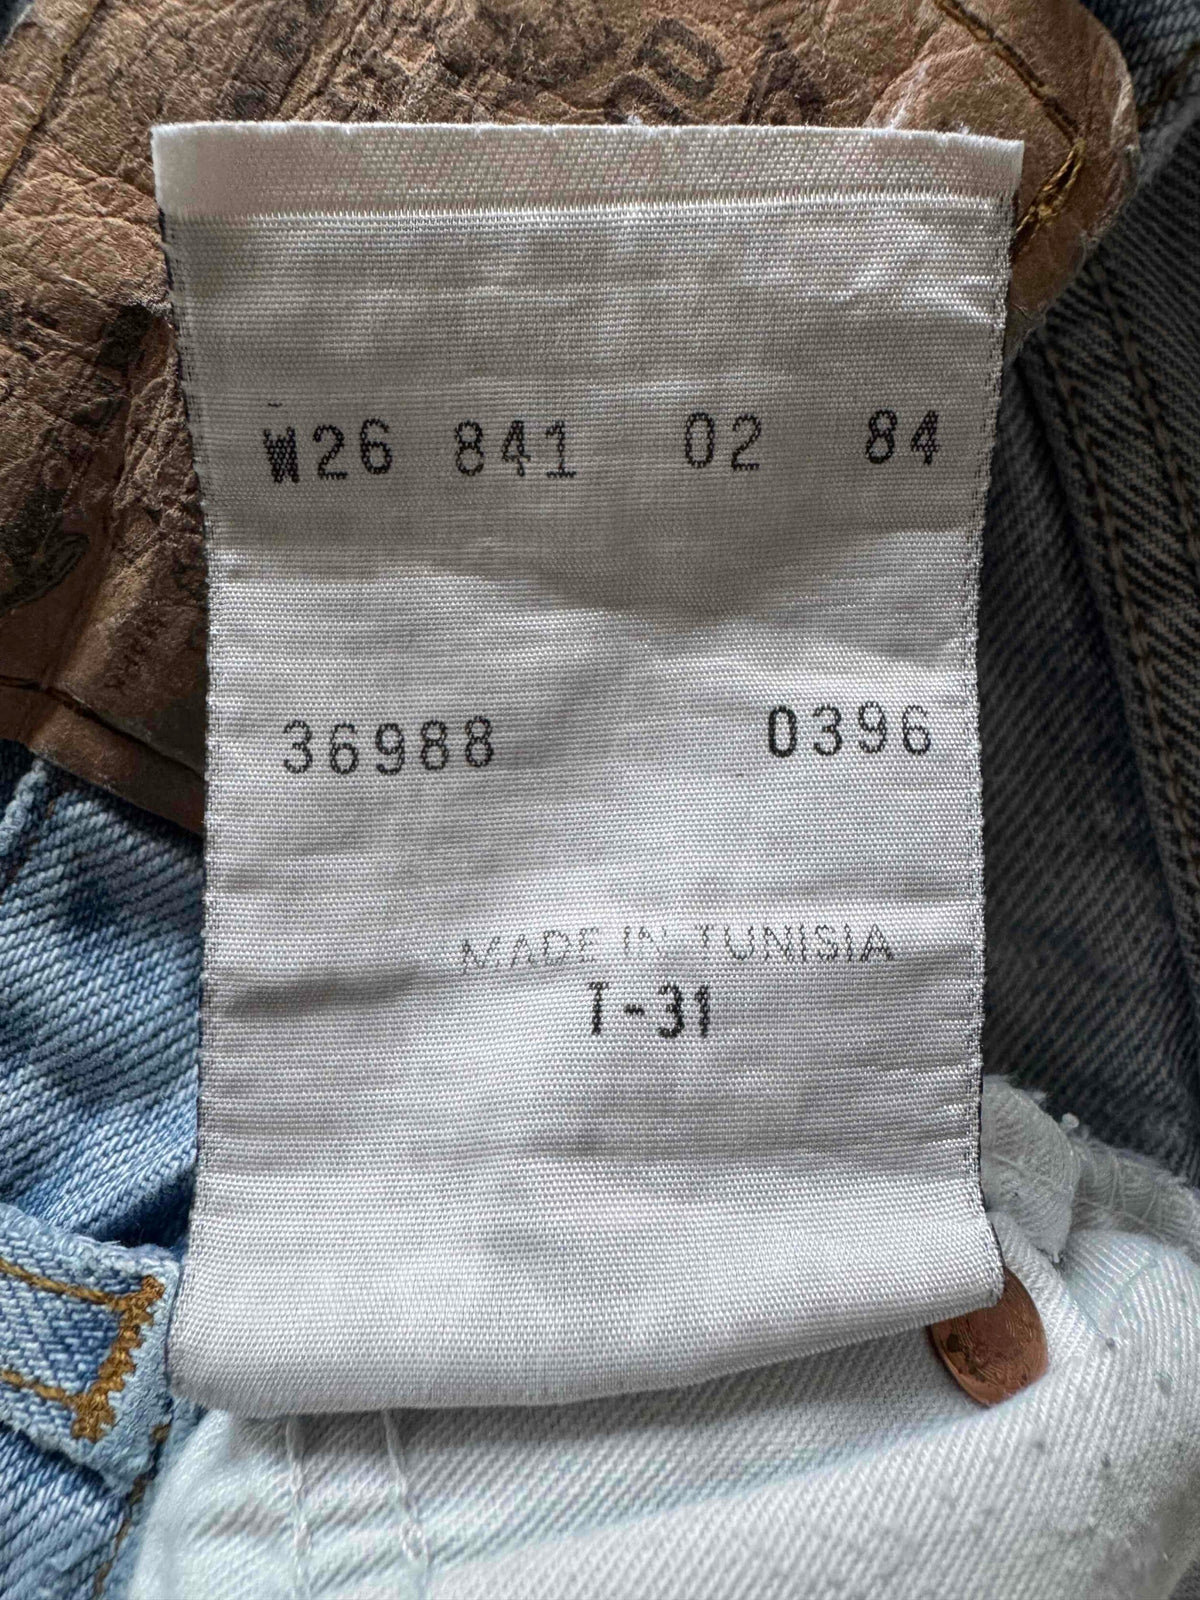 W26 841 02 84
36988 0396
MADE IN TUNISIA
T-31